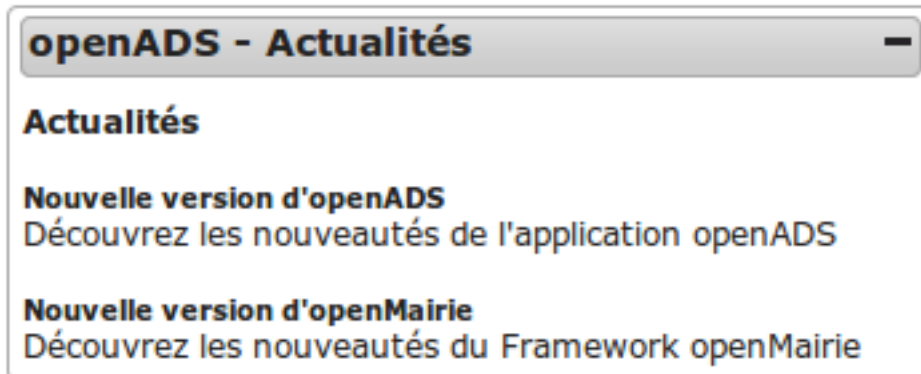 openADS - Actualités
Actualités
Nouvelle version d'openADS
Découvrez les nouveautés de l'application openADS
Nouvelle version d'openMairie
Découvrez les nouveautés du Framework openMairie